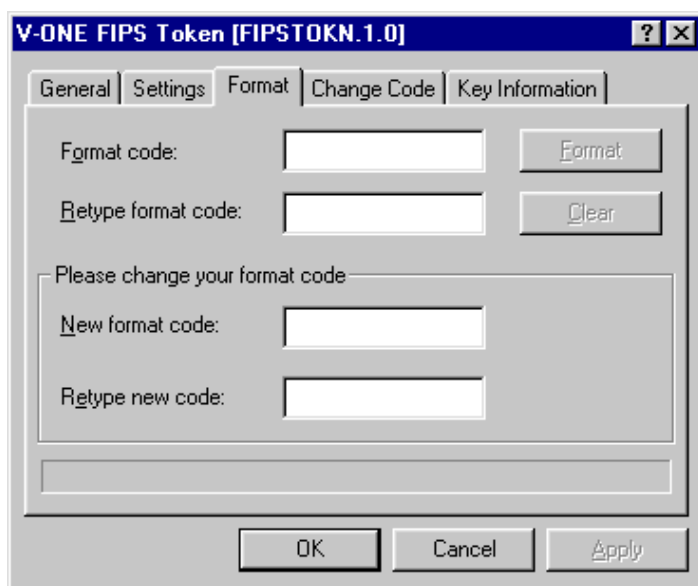 V-ONE FIPS Token [FIPSTOKN.1.0] ? X
General Settings Format Change Code Key Information
Format code: Format
Retype format code: Clear
Please change your format code
New format code:
Retype new code:
OK Cancel Apply